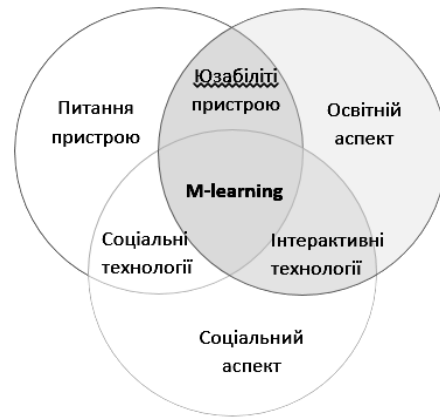 Юзабіліті
пристрою
Питання
пристрою
Освітній
аспект
M-learning
Соціальні
технології
Інтерактивні
технології
Соціальний
аспект